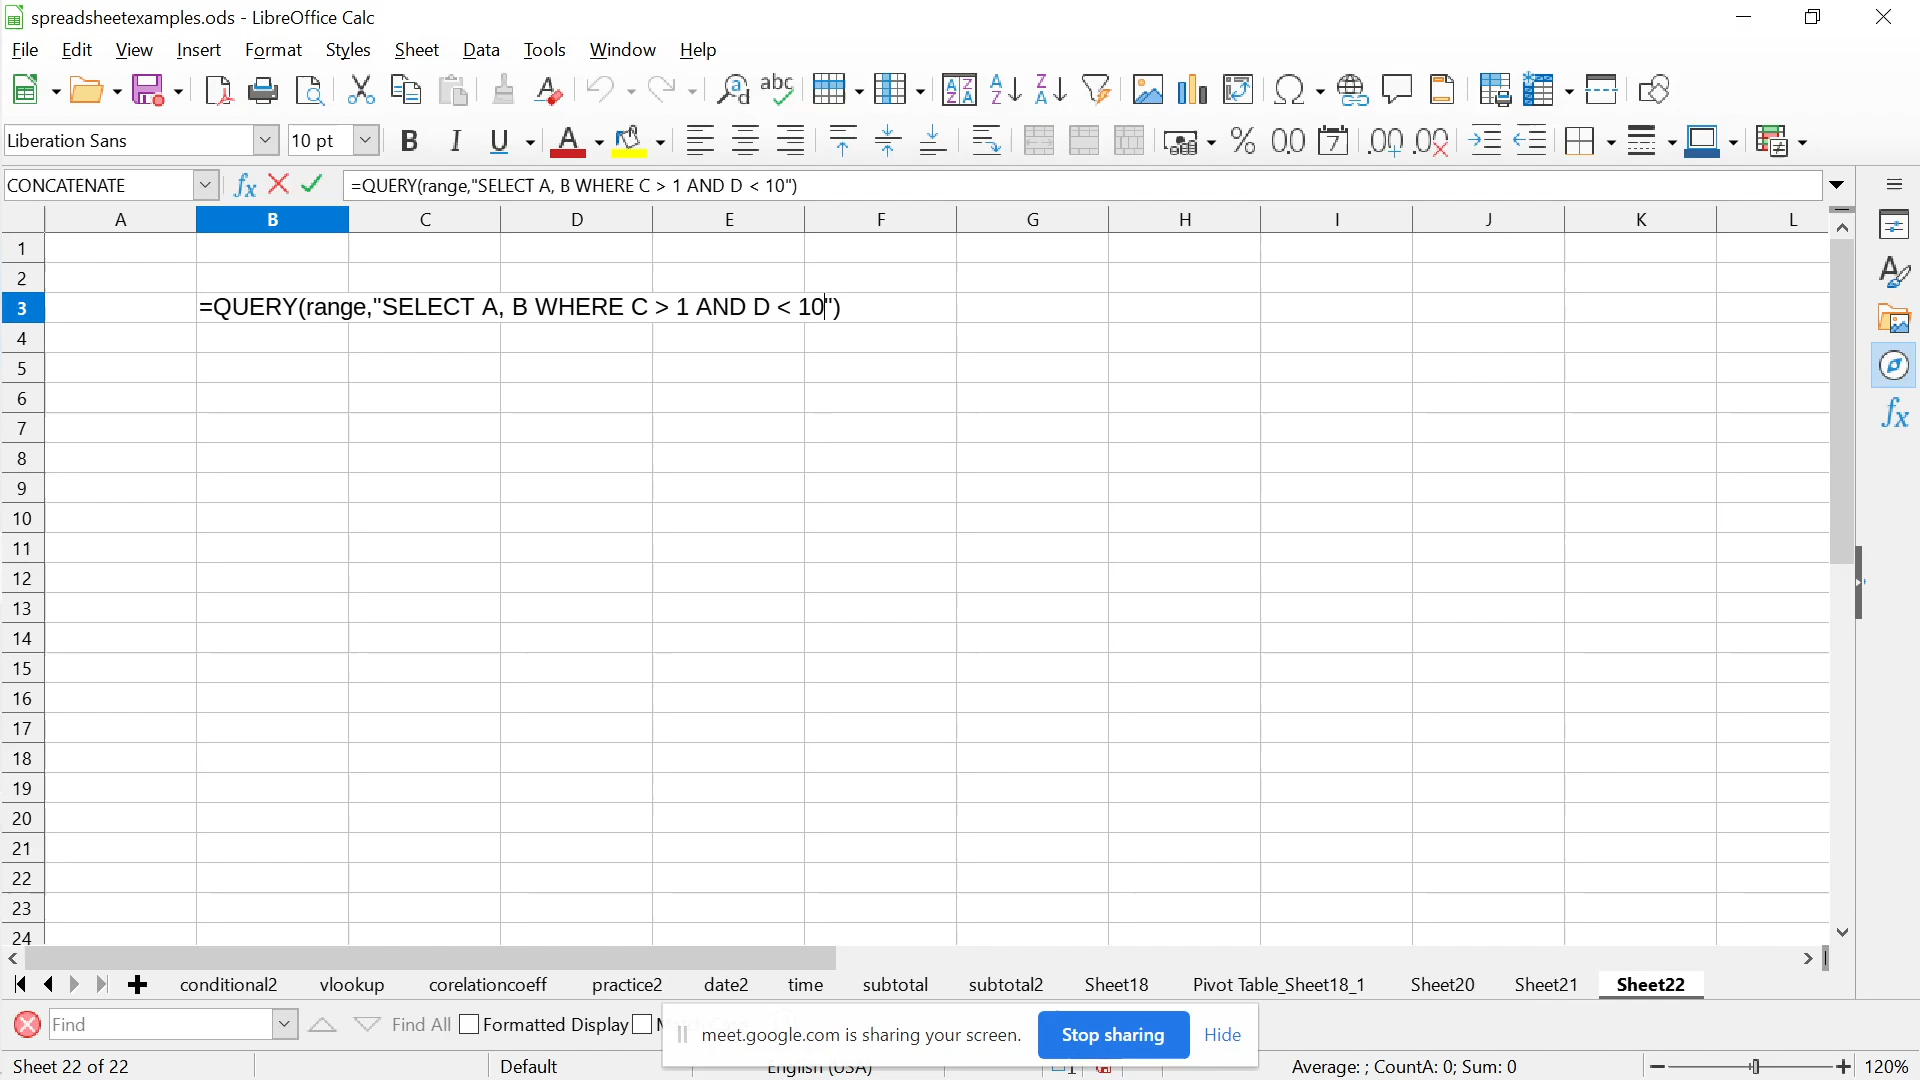 spreadsheetexamples.ods - LibreOffice Calc
File Edit View Insert Format Styles Sheet Data Tools Window Help
Liberation Sans 10 pt B I U A % 0.0 .00 .00
CONCATENATE fx =QUERY(range,"SELECT A, B WHERE C > 1 AND D < 10")
A B C D E F G H I J K L
1
2
3 =QUERY(range,"SELECT A, B WHERE C > 1 AND D < 10")
4
5
6
7
8
9
10
11
12
13
14
15
16
17
18
19
20
21
22
23
24
conditional2 vlookup corelationcoeff practice2 date2 time subtotal subtotal2 Sheet18 Pivot Table_Sheet18_1 Sheet20 Sheet21 Sheet22
Find Find All Formatted Display
meet.google.com is sharing your screen. Stop sharing Hide
Sheet 22 of 22 Default English (USA) Average: ; CountA: 0; Sum: 0 120%